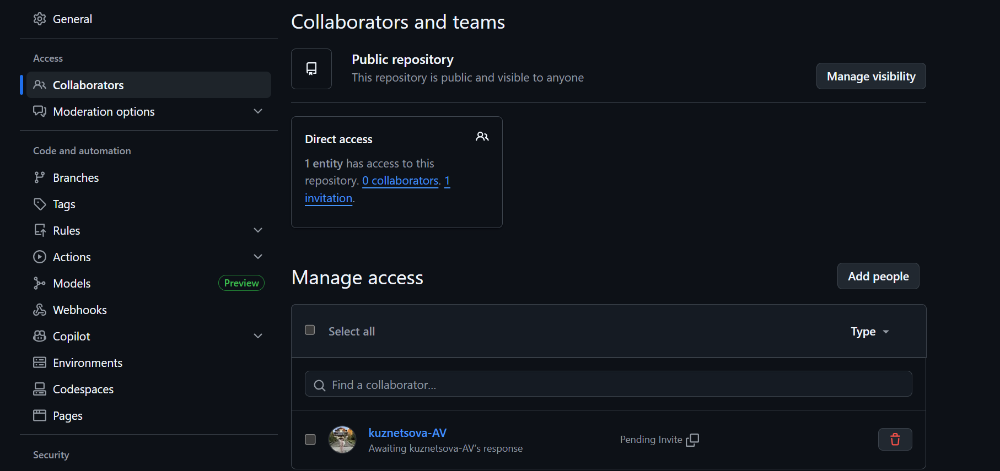 General
Access
Collaborators
Moderation options
Code and automation
Branches
Tags
Rules
Actions
Models
Preview
Webhooks
Copilot
Environments
Codespaces
Pages
Security
Collaborators and teams
Public repository
This repository is public and visible to anyone
Manage visibility
Direct access
1 entity has access to this
repository. 0 collaborators. 1
invitation.
Manage access
Add people
Select all
Type
Find a collaborator...
kuznetsova-AV
Awaiting kuznetsova-AV’s response
Pending Invite